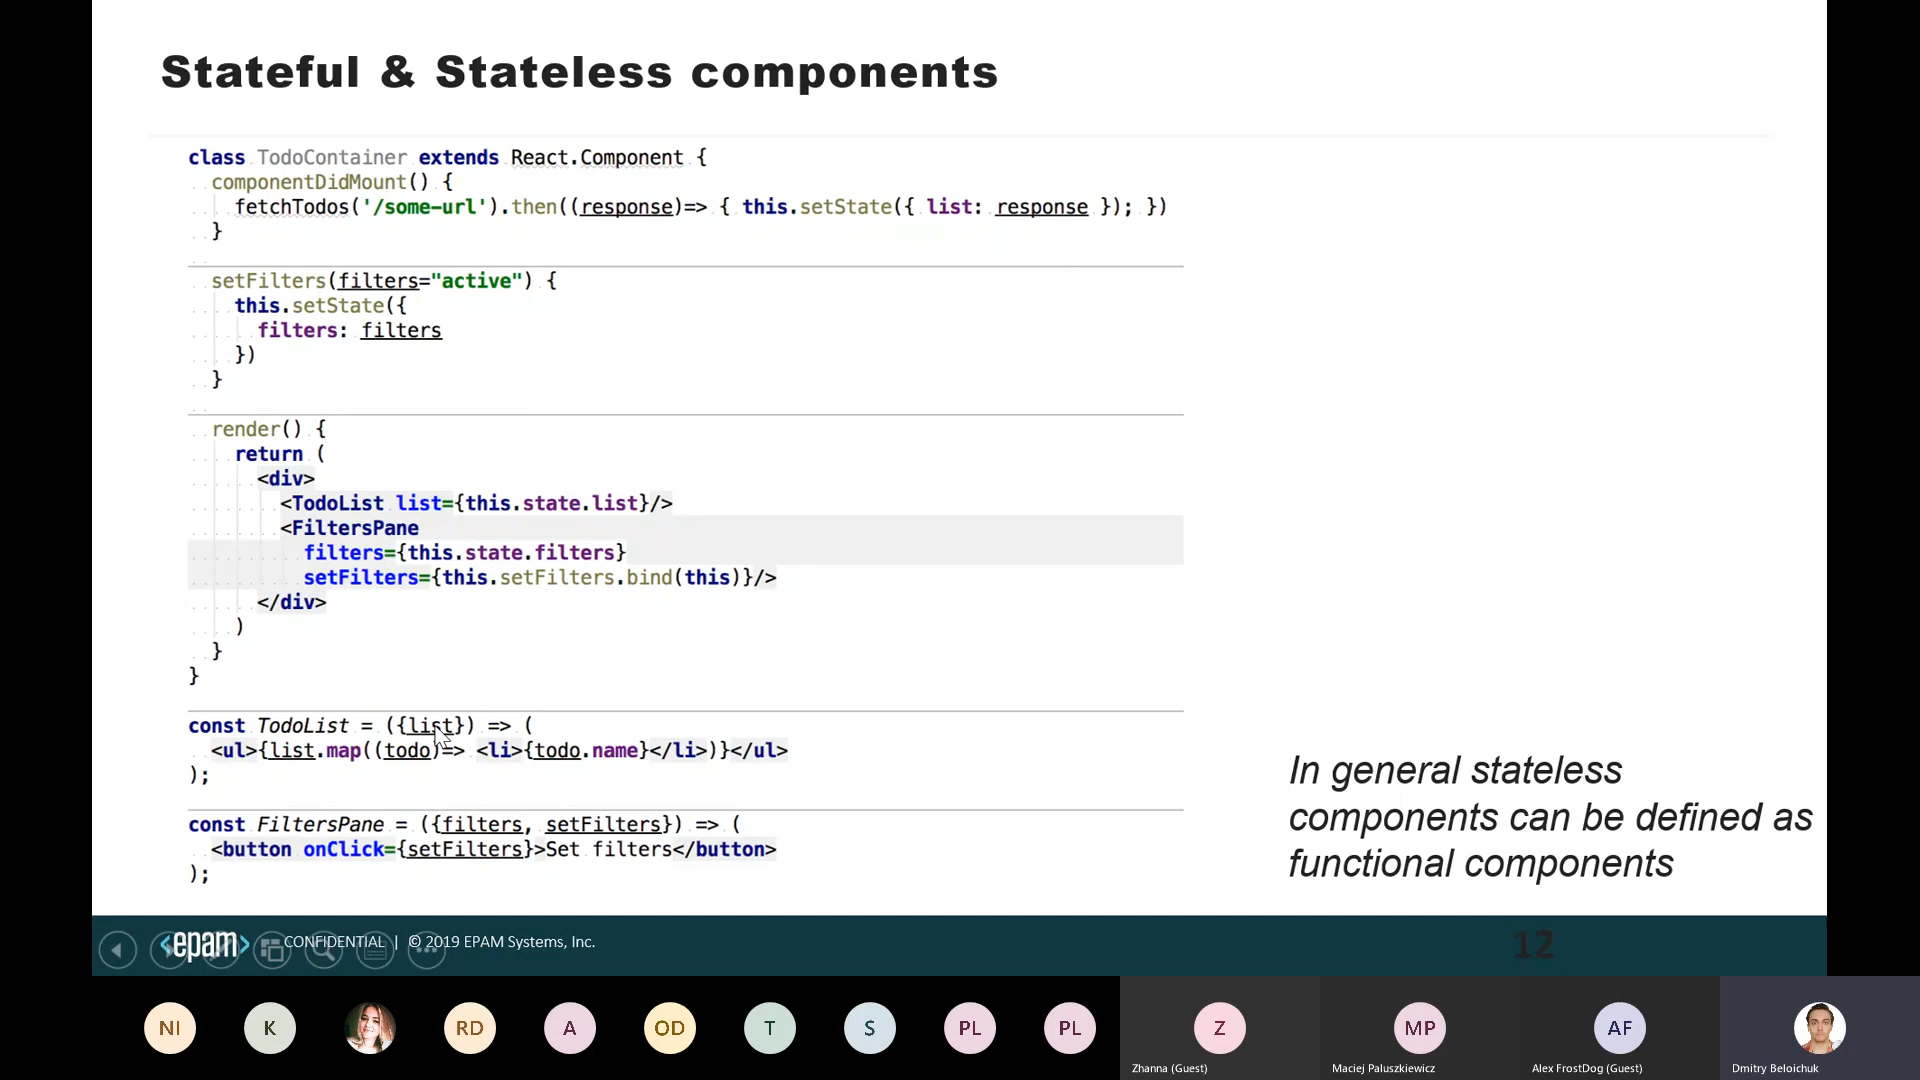 Stateful & Stateless components
class TodoContainer extends React.Component {
componentDidMount() {
fetchTodos('/some-url').then((response)=> { this.setState({ list: response }); })
}
setFilters(filters="active") {
this.setState({
filters: filters
})
}
render() {
return (
<div>
<TodoList list={this.state.list}/>
<FiltersPane
filters={this.state.filters}
setFilters={this.setFilters.bind(this)}/>
</div>
)
}
}
const TodoList = ({list}) => (
<ul>{list.map((todo)=> <li>{todo.name}</li>)}</ul>
);
const FiltersPane = ({filters, setFilters}) => (
<button onClick={setFilters}>Set filters</button>
);
In general stateless
components can be defined as
functional components
<epam> CONFIDENTIAL | © 2019 EPAM Systems, Inc. 12
NI K RD A OD T S PL PL Z MP AF
Zhanna (Guest) Maciej Paluszkiewicz Alex FrostDog (Guest) Dmitry Beloichuk